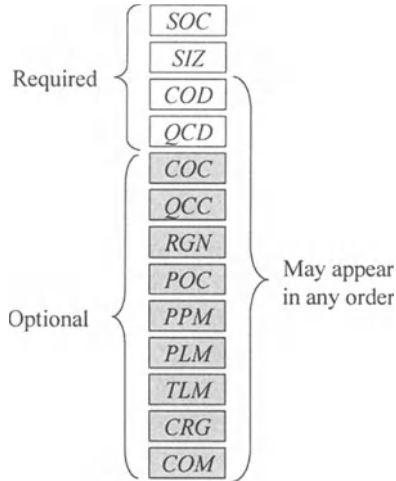 SOC
SIZ
Required
COD
QCD
COC
QCC
RGN
POC
May appear
in any order
Optional
PPM
PLM
TLM
CRG
COM